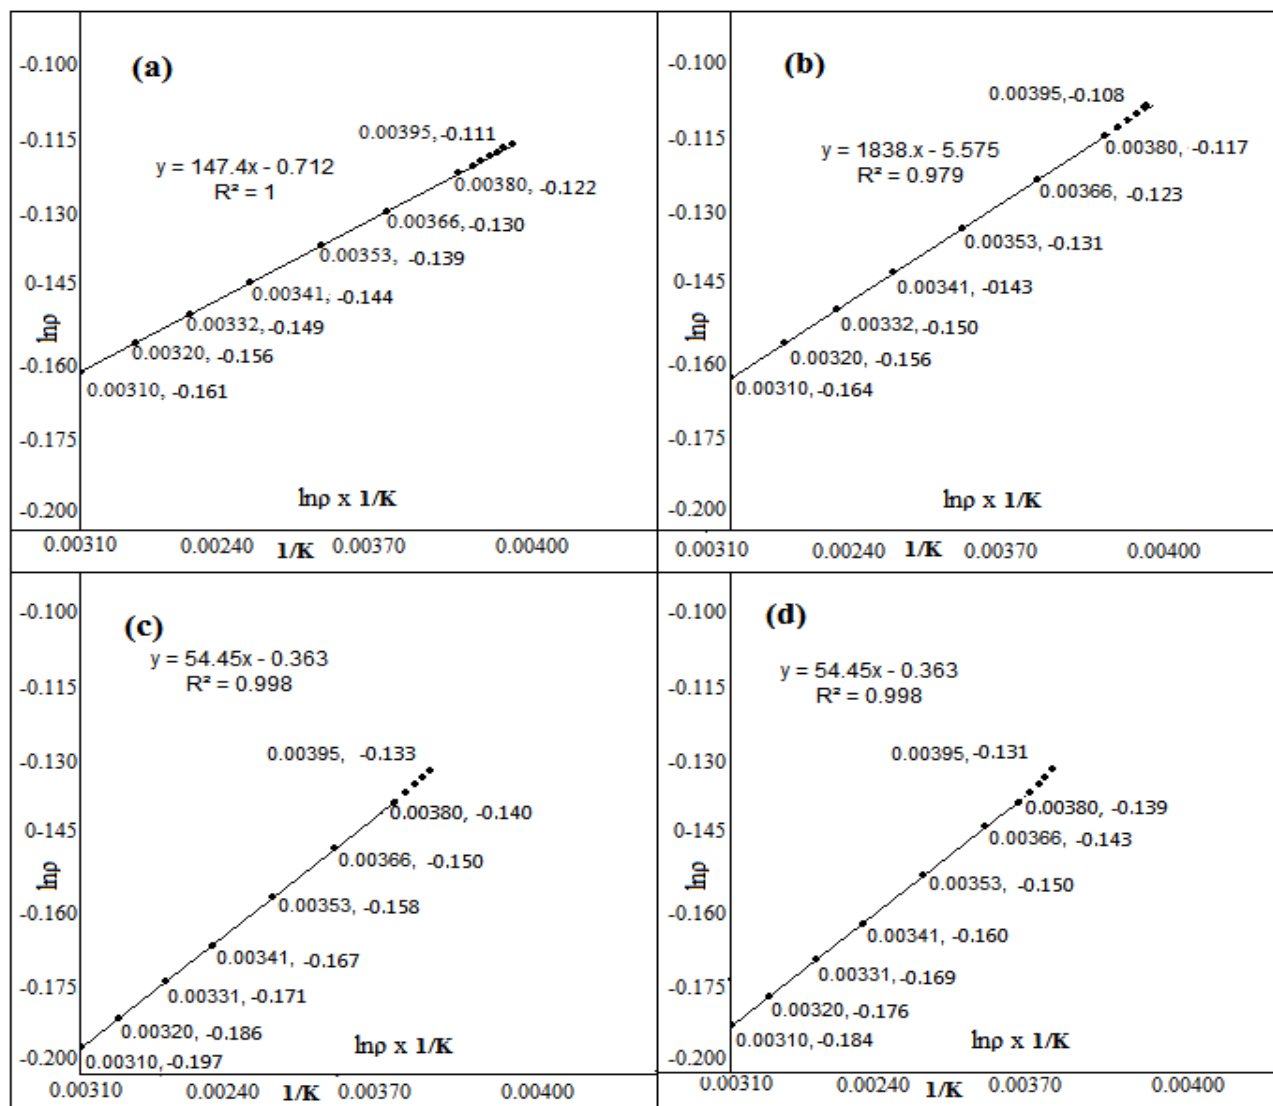 (a)
-0.100
-0.115
-0.130
0-145
-0.160
-0.175
-0.200
lnρ
y = 147.4x - 0.712
R² = 1
0.00395, -0.111
0.00380, -0.122
0.00366, -0.130
0.00353, -0.139
0.00341, -0.144
0.00332, -0.149
0.00320, -0.156
0.00310, -0.161
lnρ x 1/K
0.00310 0.00240 1/K 0.00370 0.00400
(b)
-0.100
-0.115
-0.130
0-145
-0.160
-0.175
-0.200
lnρ
y = 1838.x - 5.575
R² = 0.979
0.00395, -0.108
0.00380, -0.117
0.00366, -0.123
0.00353, -0.131
0.00341, -0143
0.00332, -0.150
0.00320, -0.156
0.00310, -0.164
lnρ x 1/K
0.00310 0.00240 1/K 0.00370 0.00400
(c)
-0.100
-0.115
-0.130
0-145
-0.160
-0.175
-0.200
lnρ
y = 54.45x - 0.363
R² = 0.998
0.00395, -0.133
0.00380, -0.140
0.00366, -0.150
0.00353, -0.158
0.00341, -0.167
0.00331, -0.171
0.00320, -0.186
0.00310, -0.197
lnρ x 1/K
0.00310 0.00240 1/K 0.00370 0.00400
(d)
-0.100
-0.115
-0.130
0-145
-0.160
-0.175
-0.200
lnρ
y = 54.45x - 0.363
R² = 0.998
0.00395, -0.131
0.00380, -0.139
0.00366, -0.143
0.00353, -0.150
0.00341, -0.160
0.00331, -0.169
0.00320, -0.176
0.00310, -0.184
lnρ x 1/K
0.00310 0.00240 1/K 0.00370 0.00400